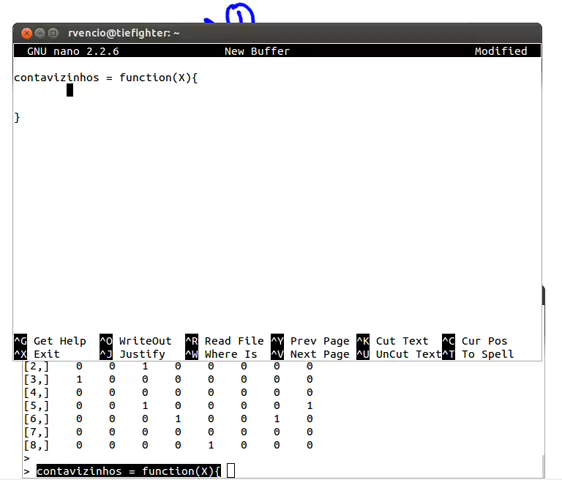 1
rvencio@tiefighter: ~
GNU nano 2.2.6 New Buffer Modified
contavizinhos = function(X){
}
^G Get Help ^O WriteOut ^R Read File ^Y Prev Page ^K Cut Text ^C Cur Pos
^X Exit ^J Justify ^W Where Is ^V Next Page ^U UnCut Text ^T To Spell
[2,] 0 0 1 0 0 0 0 0
[3,] 1 0 0 0 0 0 0 0
[4,] 0 0 0 0 0 0 0 0
[5,] 0 0 1 0 0 0 0 1
[6,] 0 0 0 1 0 0 1 0
[7,] 0 0 0 0 0 0 0 0
[8,] 0 0 0 0 1 0 0 0
>
> contavizinhos = function(X){